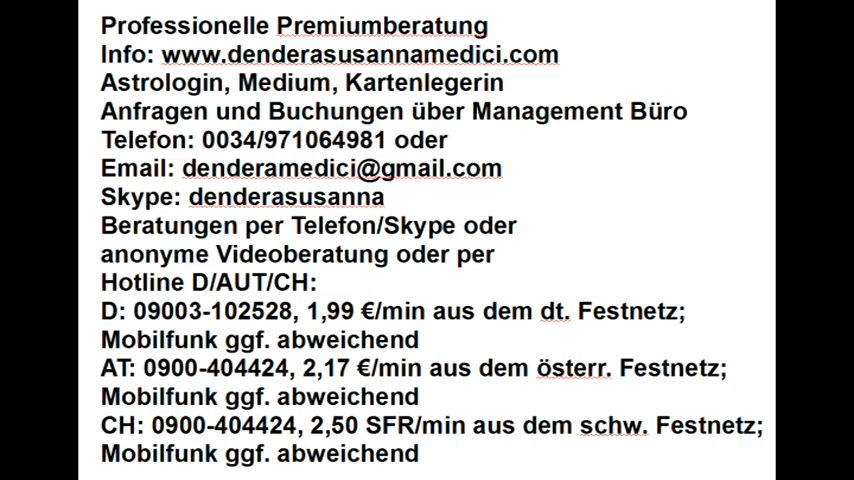 Professionelle Premiumberatung
Info: www.denderasusannamedici.com
Astrologin, Medium, Kartenlegerin
Anfragen und Buchungen über Management Büro
Telefon: 0034/971064981 oder
Email: denderamedici@gmail.com
Skype: denderasusanna
Beratungen per Telefon/Skype oder
anonyme Videoberatung oder per
Hotline D/AUT/CH:
D: 09003-102528, 1,99 €/min aus dem dt. Festnetz;
Mobilfunk ggf. abweichend
AT: 0900-404424, 2,17 €/min aus dem österr. Festnetz;
Mobilfunk ggf. abweichend
CH: 0900-404424, 2,50 SFR/min aus dem schw. Festnetz;
Mobilfunk ggf. abweichend